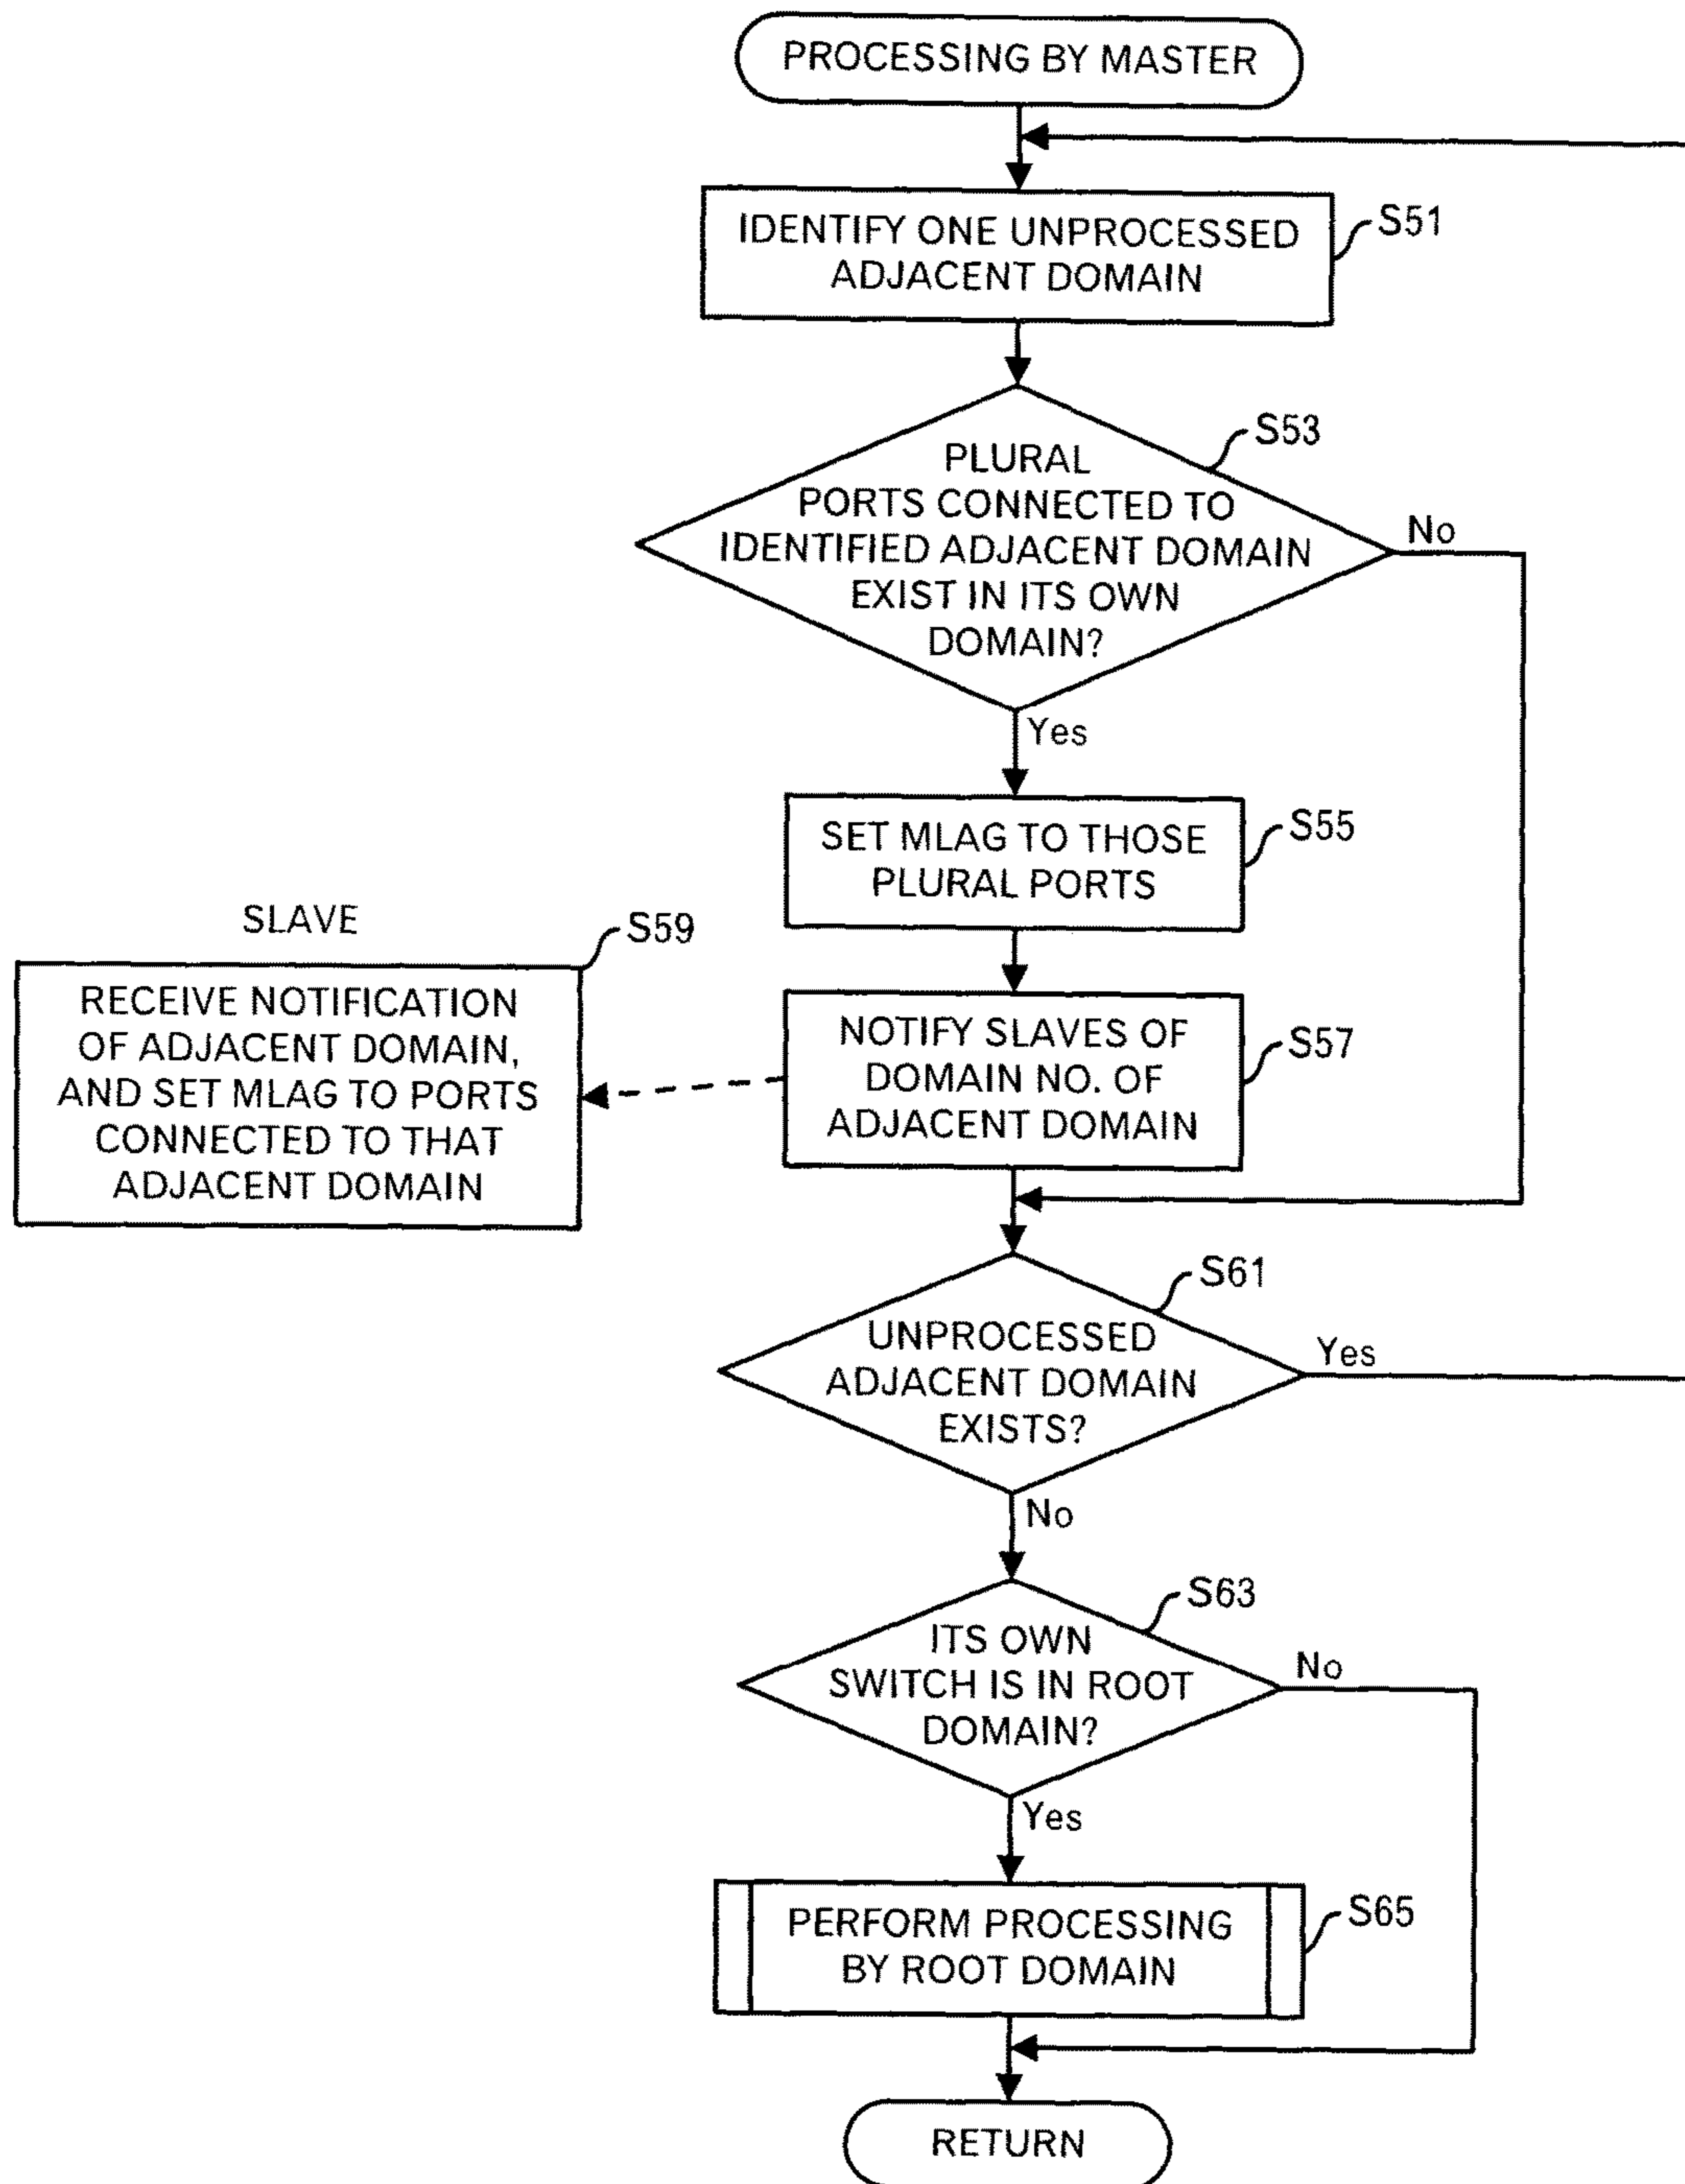 PROCESSING BY MASTER
IDENTIFY ONE UNPROCESSED
ADJACENT DOMAIN
S51
PLURAL
PORTS CONNECTED TO
IDENTIFIED ADJACENT DOMAIN
EXIST IN ITS OWN
DOMAIN?
S53
No
Yes
SET MLAG TO THOSE
PLURAL PORTS
S55
SLAVE
S59
RECEIVE NOTIFICATION
OF ADJACENT DOMAIN,
AND SET MLAG TO PORTS
CONNECTED TO THAT
ADJACENT DOMAIN
NOTIFY SLAVES OF
DOMAIN NO. OF
ADJACENT DOMAIN
S57
UNPROCESSED
ADJACENT DOMAIN
EXISTS?
S61
Yes
No
ITS OWN
SWITCH IS IN ROOT
DOMAIN?
S63
No
Yes
PERFORM PROCESSING
BY ROOT DOMAIN
S65
RETURN